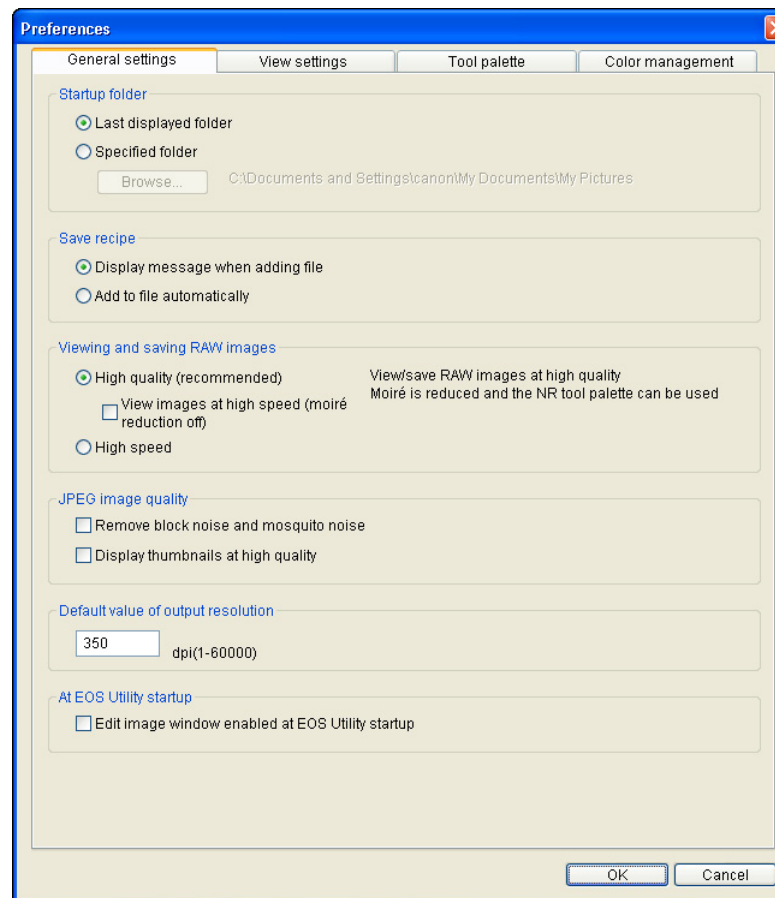 Preferences
General settings View settings Tool palette Color management
Startup folder
Last displayed folder
Specified folder
Browse... C:\Documents and Settings\canon\My Documents\My Pictures
Save recipe
Display message when adding file
Add to file automatically
Viewing and saving RAW images
High quality (recommended)
View/save RAW images at high quality
Moiré is reduced and the NR tool palette can be used
View images at high speed (moiré
reduction off)
High speed
JPEG image quality
Remove block noise and mosquito noise
Display thumbnails at high quality
Default value of output resolution
350 dpi(1-60000)
At EOS Utility startup
Edit image window enabled at EOS Utility startup
OK Cancel